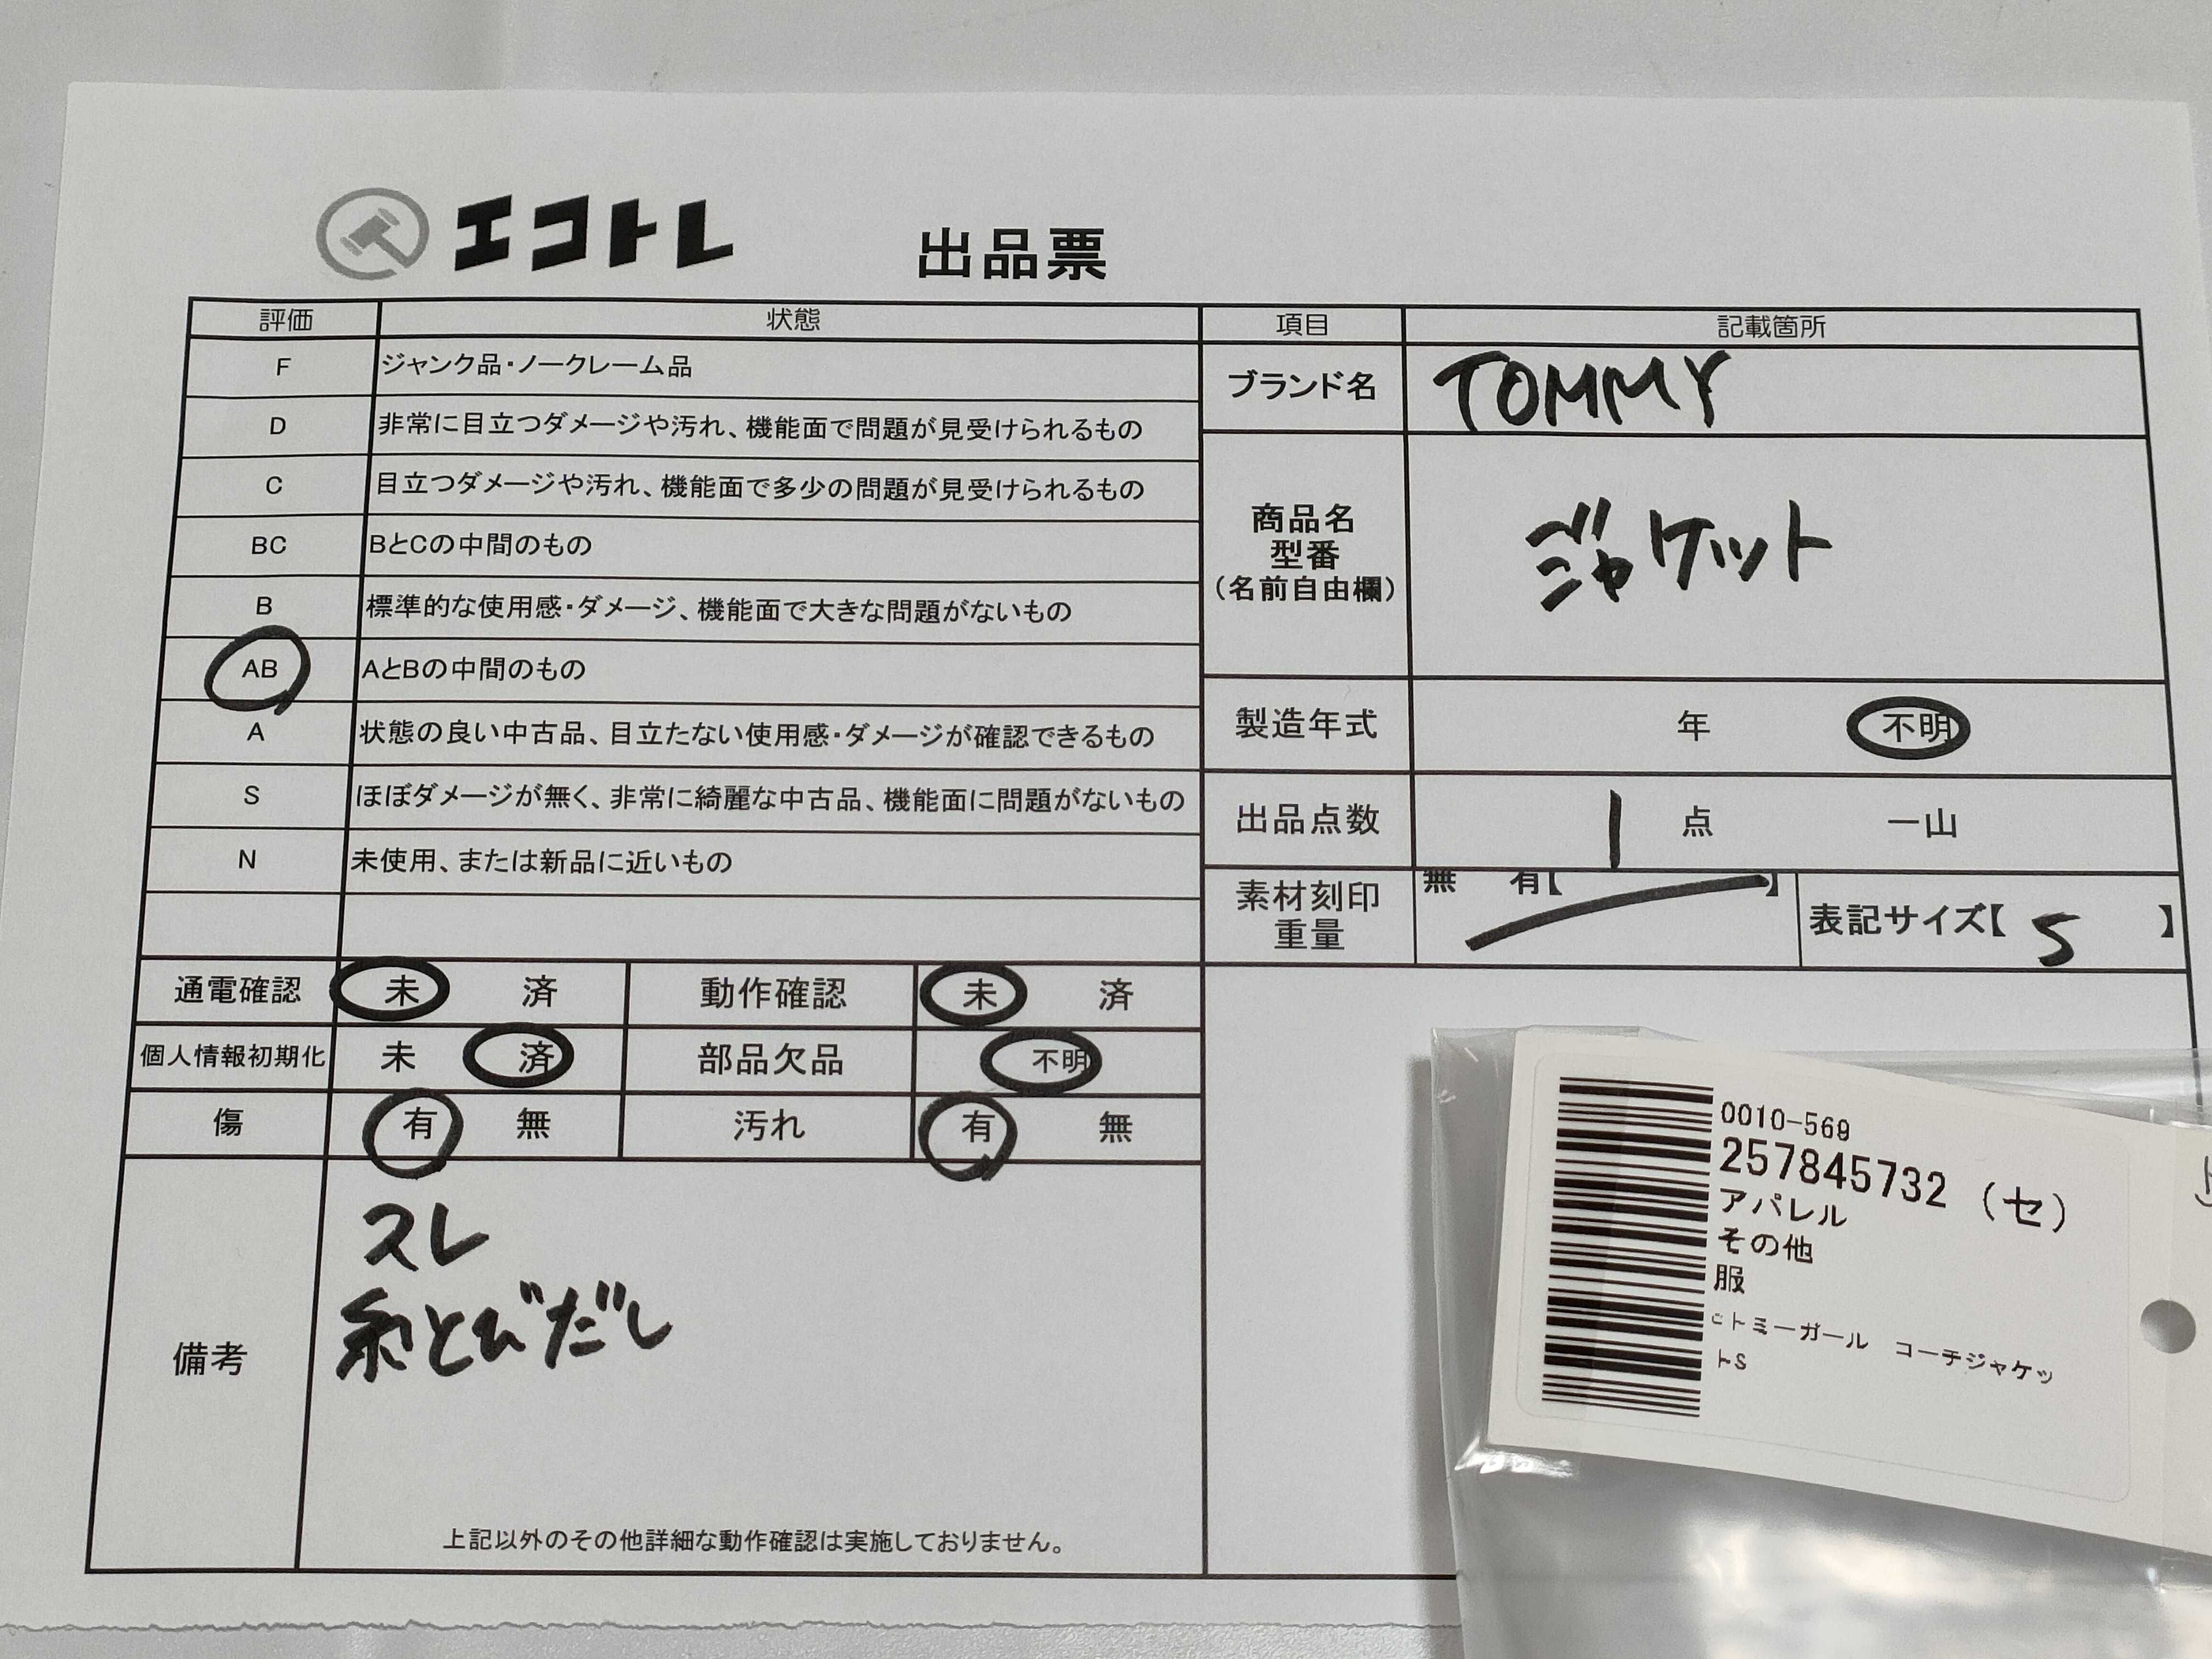 エコトレ
出品票
評価 状態
F ジャンク品・ノークレーム品
D 非常に目立つダメージや汚れ、機能面で問題が見受けられるもの
C 目立つダメージや汚れ、機能面で多少の問題が見受けられるもの
BC BとCの中間のもの
B 標準的な使用感・ダメージ、機能面で大きな問題がないもの
AB AとBの中間のもの
A 状態の良い中古品、目立たない使用感・ダメージが確認できるもの
S ほぼダメージが無く、非常に綺麗な中古品、機能面に問題がないもの
N 未使用、または新品に近いもの
項目 記載箇所
ブランド名 TOMMY
商品名
型番
(名前自由欄)
ジャケット
製造年式 年 不明
出品点数 1 点 一山
素材刻印
重量
無 有【 】
表記サイズ【 S 】
通電確認 未 済 動作確認 未 済
個人情報初期化 未 済 部品欠品 不明
傷 有 無 汚れ 有 無
備考
スレ
糸とびだし
上記以外のその他詳細な動作確認は実施しておりません。
0010-569
257845732 (セ)
アパレル
その他
服
トミーガール コーチジャケッ
トS